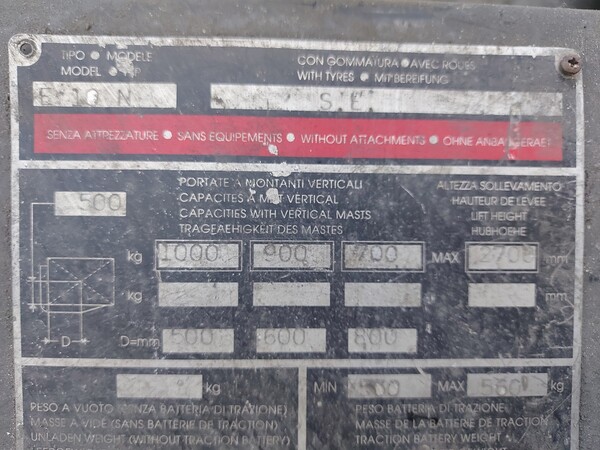 TIPO ● MODELE
MODEL ● TYP
CON GOMMATURA ● AVEC ROUES
WITH TYRES ● MIT BEREIFUNG
E 10 N
S.E.
SENZA ATTREZZATURE ● SANS EQUIPEMENTS ● WITHOUT ATTACHMENTS ● OHNE ANBAUGERAETE
500
PORTATE A MONTANTI VERTICALI
CAPACITES A MAT VERTICAL
CAPACITIES WITH VERTICAL MASTS
TRAGFAEHIGKEIT DES MASTES
ALTEZZA SOLLEVAMENTO
HAUTEUR DE LEVEE
LIFT HEIGHT
HUBHOEHE
kg 1000 900 700 MAX mm
kg mm
D D=mm 500 600 800
kg
MIN MAX kg
PESO A VUOTO (SENZA BATTERIA DI TRAZIONE)
MASSE A VIDE (SANS BATTERIE DE TRACTION)
UNLADEN WEIGHT (WITHOUT TRACTION BATTERY)
PESO BATTERIA DI TRAZIONE
MASSE DE LA BATTERIE DE TRACTION
TRACTION BATTERY WEIGHT